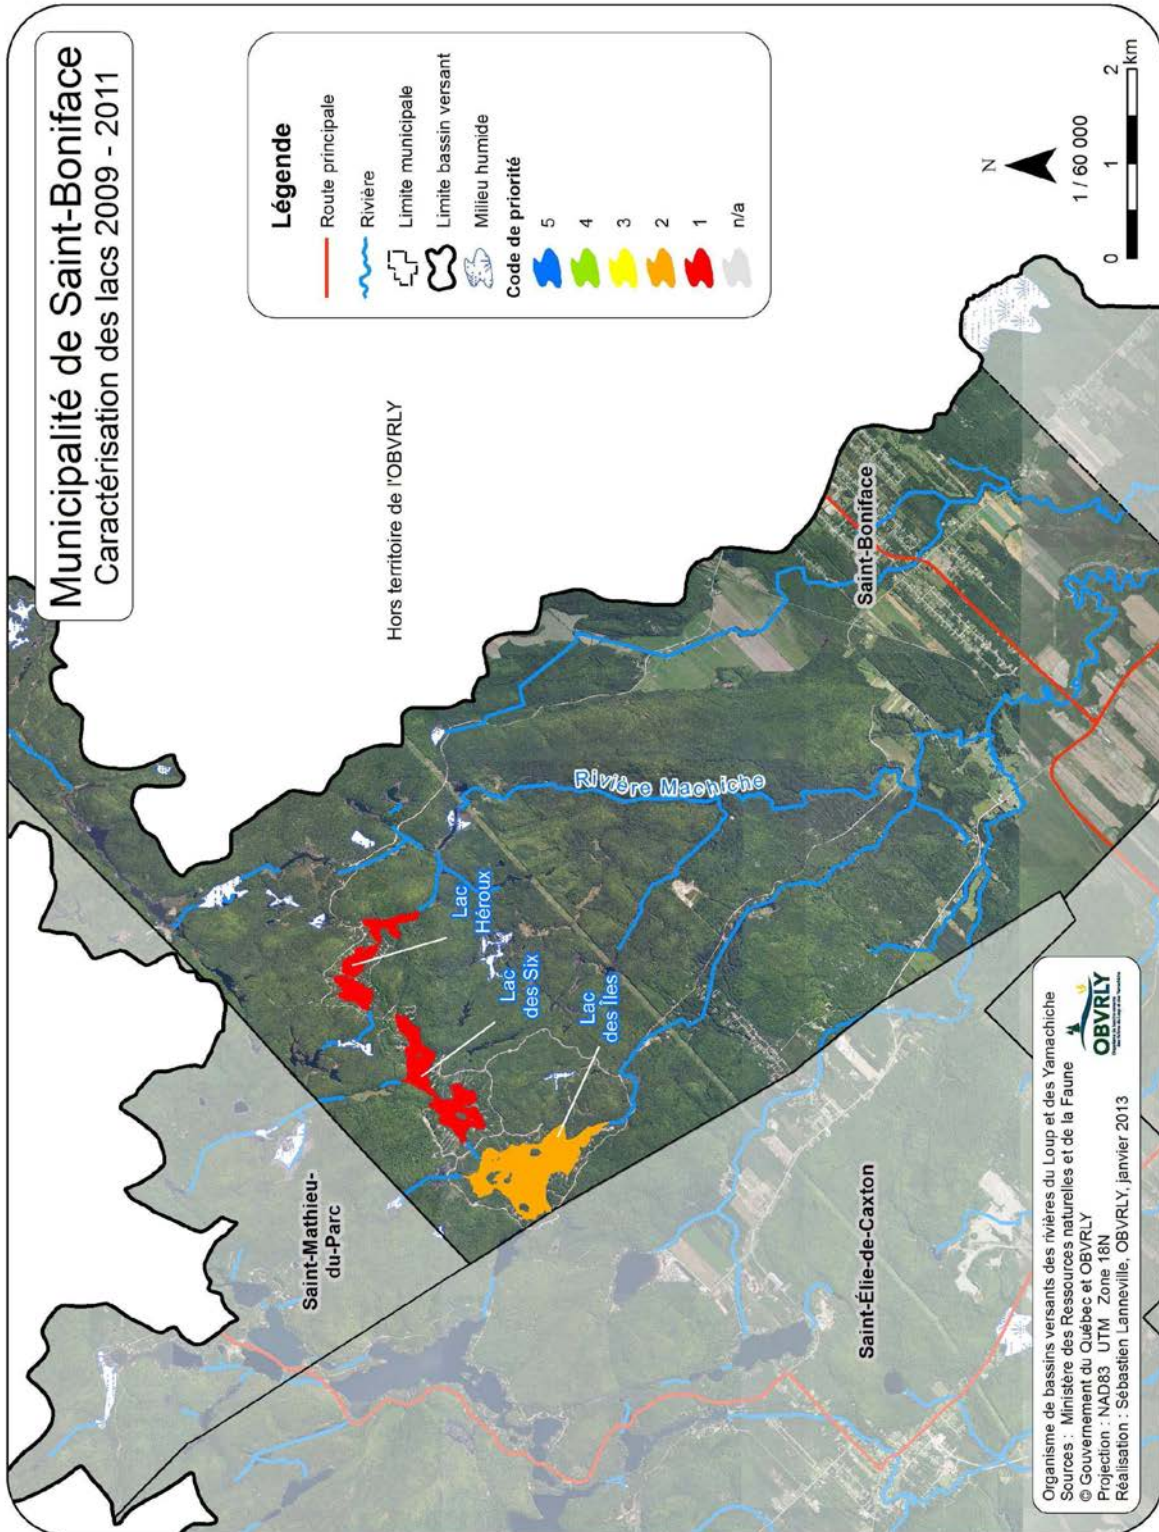 Municipalité de Saint-Boniface
Caractérisation des lacs 2009 - 2011
Légende
Route principale
Rivière
Limite municipale
Limite bassin versant
Milieu humide
Code de priorité
5
4
3
2
1
n/a
N
1 / 60 000
0 1 2
km
Hors territoire de l'OBVRLY
Saint-Mathieu-
du-Parc
Lac
Héroux
Lac
des Six
Lac
des Îles
Rivière Machiche
Saint-Boniface
Saint-Élie-de-Caxton
Organisme de bassins versants des rivières du Loup et des Yamachiche
Sources : Ministère des Ressources naturelles et de la Faune
© Gouvernement du Québec et OBVRLY
Projection : NAD83 UTM Zone 18N
Réalisation : Sébastien Lanneville, OBVRLY, janvier 2013
OBVRLY